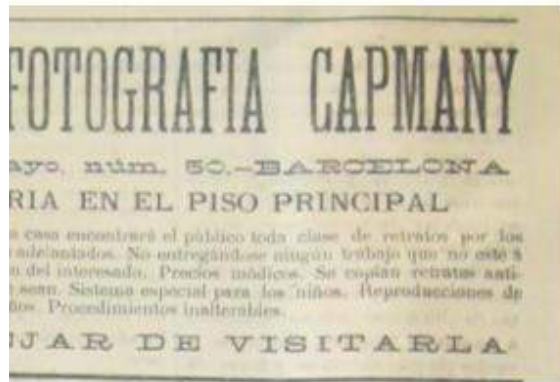 FOTOGRAFIA CAPMANY
ayo, núm. 50.-BARCELONA
RIA EN EL PISO PRINCIPAL
casa encontrará el público toda clase de retratos por los
adelantados. No entregándose ningún trabajo que no esté á
del interesado. Precios módicos. Se copian retratos anti-
sean. Sistema especial para los niños. Reproducciones de
ños. Procedimientos inalterables.
JAR DE VISITARLA